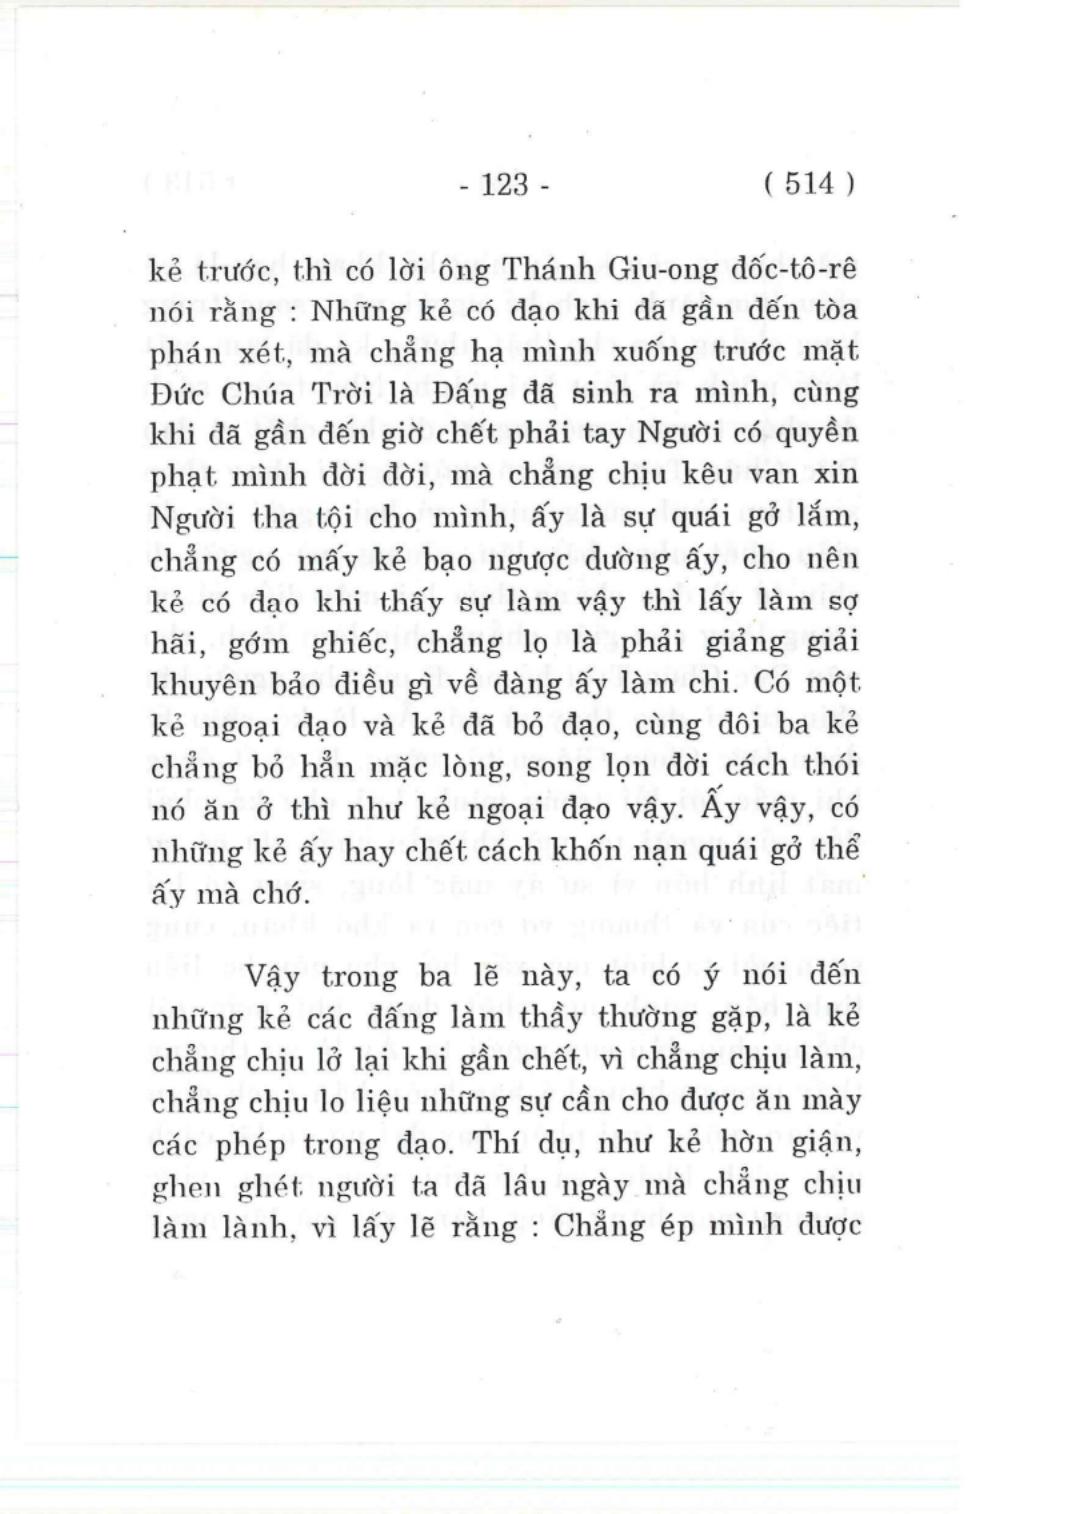 - 123 - ( 514 )
kẻ trước, thì có lời ông Thánh Giu-ong đốc-tô-rê
nói rằng : Những kẻ có đạo khi đã gần đến tòa
phán xét, mà chẳng hạ mình xuống trước mặt
Đức Chúa Trời là Đấng đã sinh ra mình, cùng
khi đã gần đến giờ chết phải tay Người có quyền
phạt mình đời đời, mà chẳng chịu kêu van xin
Người tha tội cho mình, ấy là sự quái gở lắm,
chẳng có mấy kẻ bạo ngược dường ấy, cho nên
kẻ có đạo khi thấy sự làm vậy thì lấy làm sợ
hãi, gớm ghiếc, chẳng lọ là phải giảng giải
khuyên bảo điều gì về đàng ấy làm chi. Có một
kẻ ngoại đạo và kẻ đã bỏ đạo, cùng đôi ba kẻ
chẳng bỏ hẳn mặc lòng, song lọn đời cách thói
nó ăn ở thì như kẻ ngoại đạo vậy. Ấy vậy, có
những kẻ ấy hay chết cách khốn nạn quái gở thể
ấy mà chớ.
Vậy trong ba lẽ này, ta có ý nói đến
những kẻ các đấng làm thầy thường gặp, là kẻ
chẳng chịu lở lại khi gần chết, vì chẳng chịu làm,
chẳng chịu lo liệu những sự cần cho được ăn mày
các phép trong đạo. Thí dụ, như kẻ hờn giận,
ghen ghét người ta đã lâu ngày mà chẳng chịu
làm lành, vì lấy lẽ rằng : Chẳng ép mình được